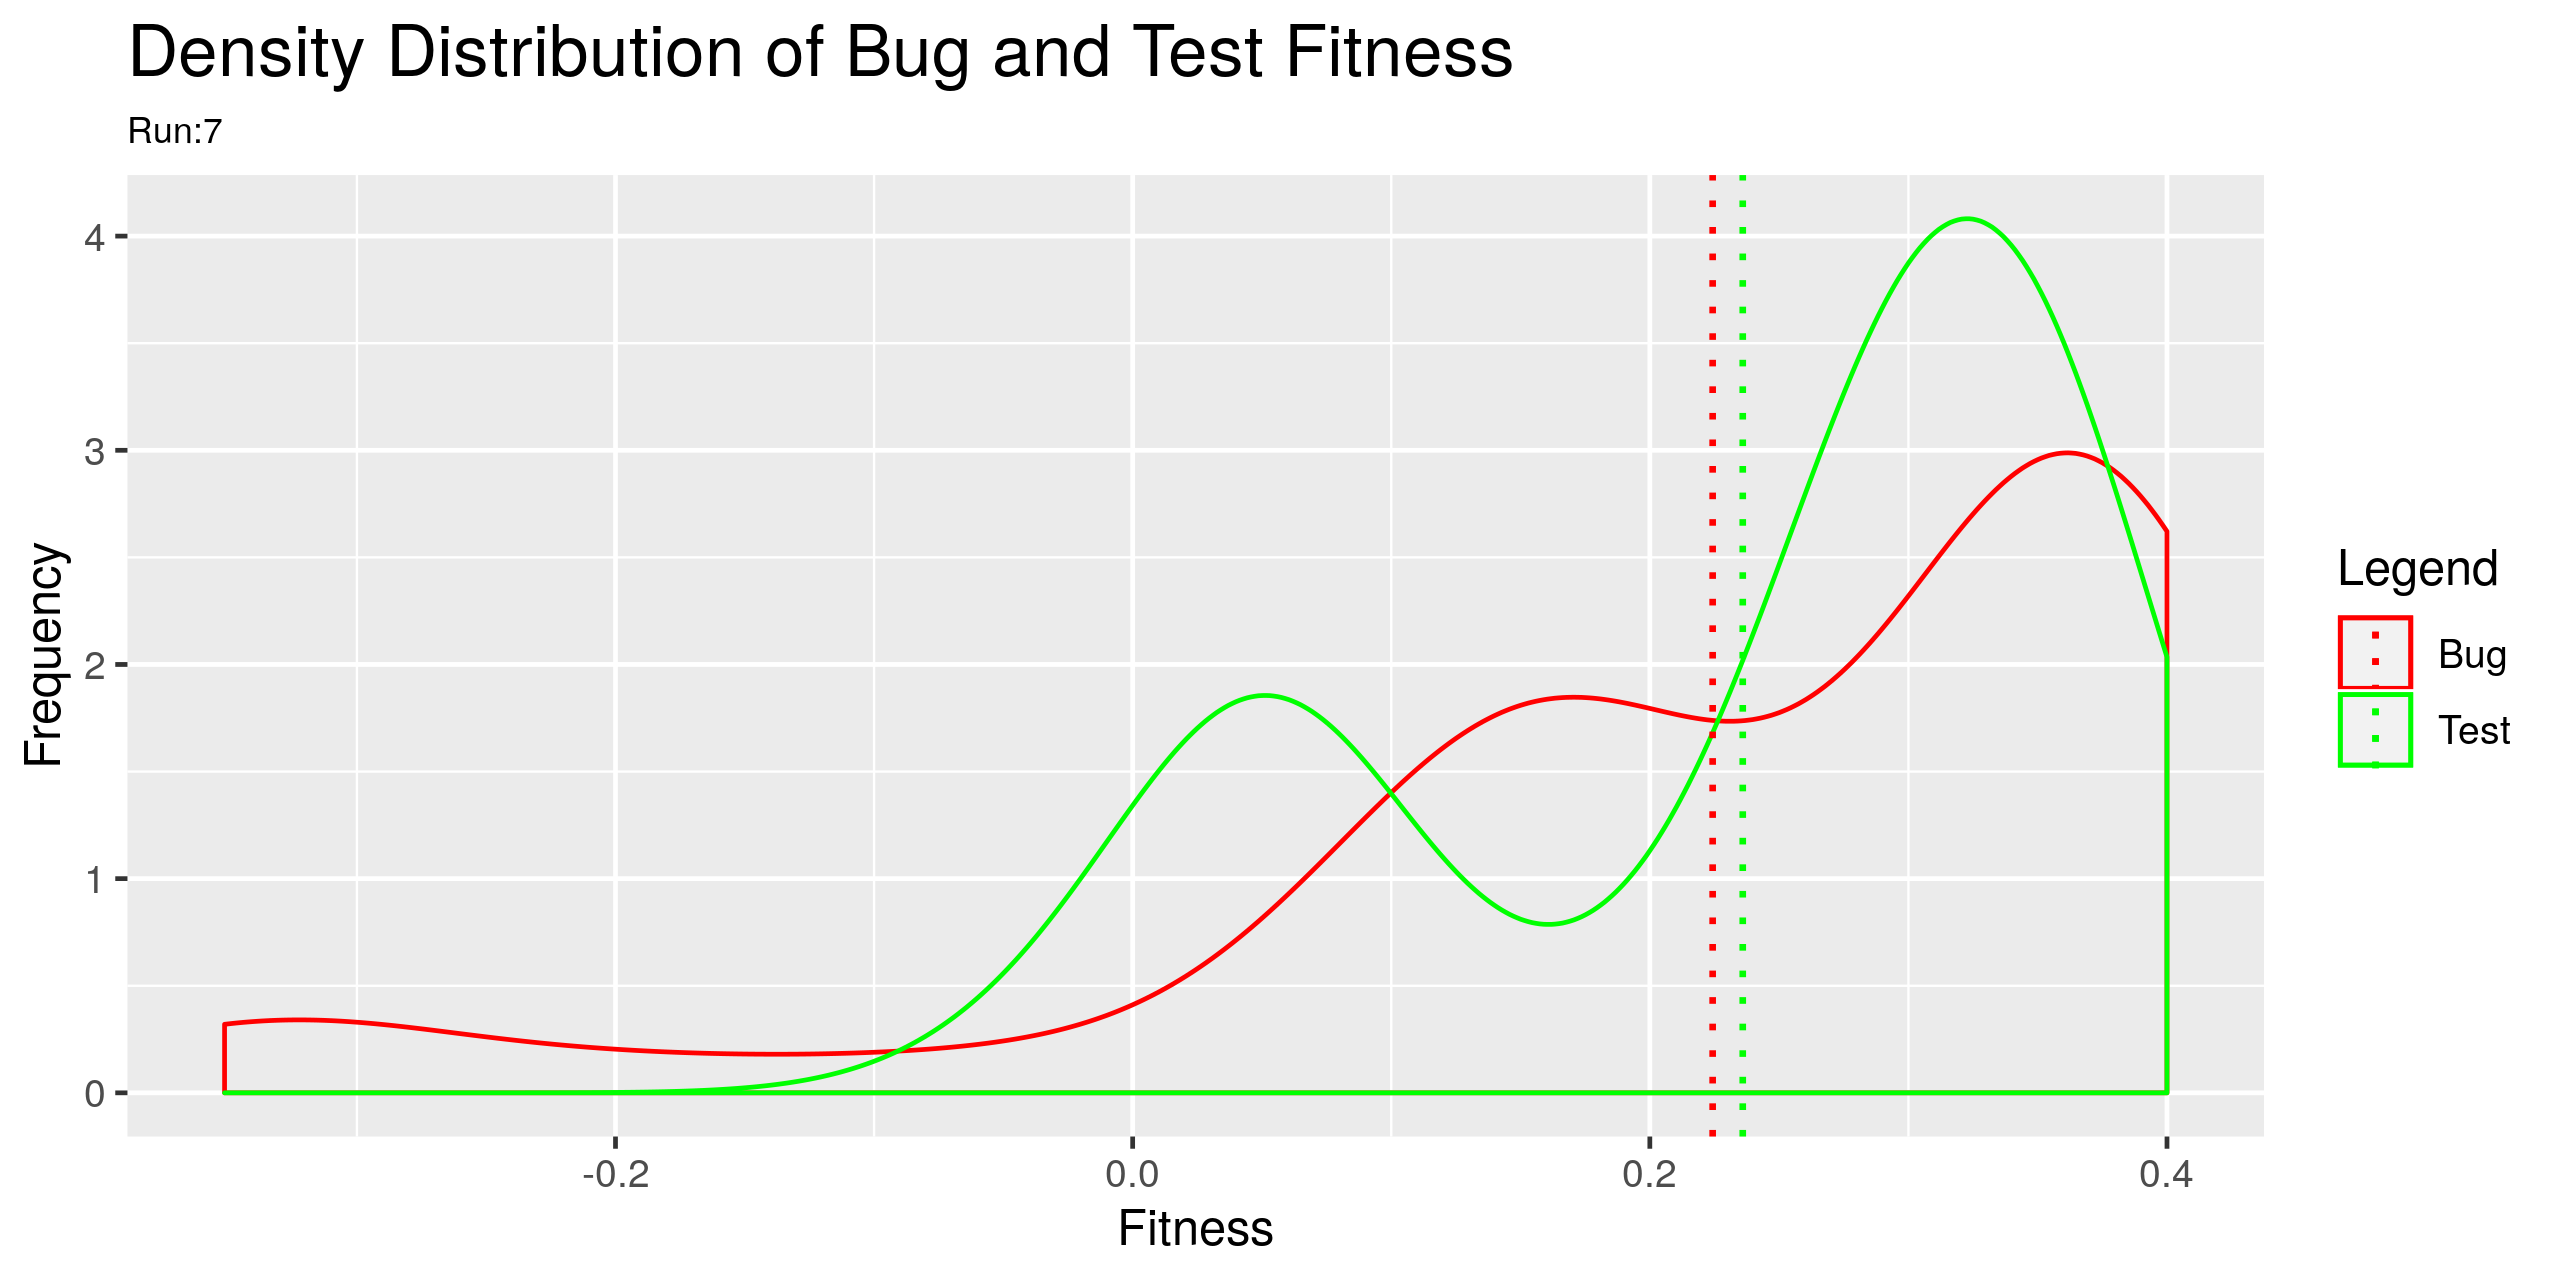 Density Distribution of Bug and Test Fitness
Run:7
4
3
2
1
0
Frequency
-0.2
0.0
0.2
0.4
Fitness
Legend
Bug
Test